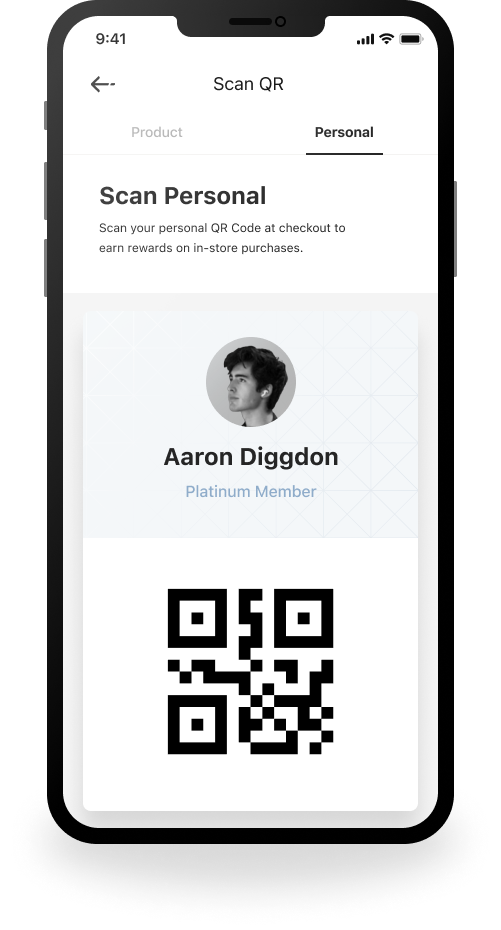 9:41
Scan QR
Product
Personal
Scan Personal
Scan your personal QR Code at checkout to
earn rewards on in-store purchases.
Aaron Diggdon
Platinum Member